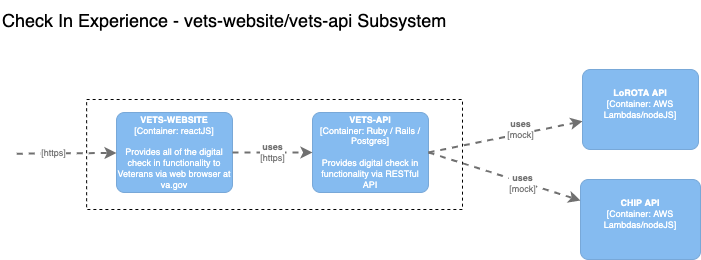 Check In Experience - vets-website/vets-api Subsystem
[https]
VETS-WEBSITE
[Container: reactJS]
Provides all of the digital
check in functionality to
Veterans via web browser at
va.gov
uses
[https]
VETS-API
[Container: Ruby / Rails /
Postgres]
Provides digital check in
functionality via RESTful
API
uses
[mock]
LoROTA API
[Container: AWS
Lambdas/nodeJS]
uses
[mock]'
CHIP API
[Container: AWS
Lambdas/nodeJS]